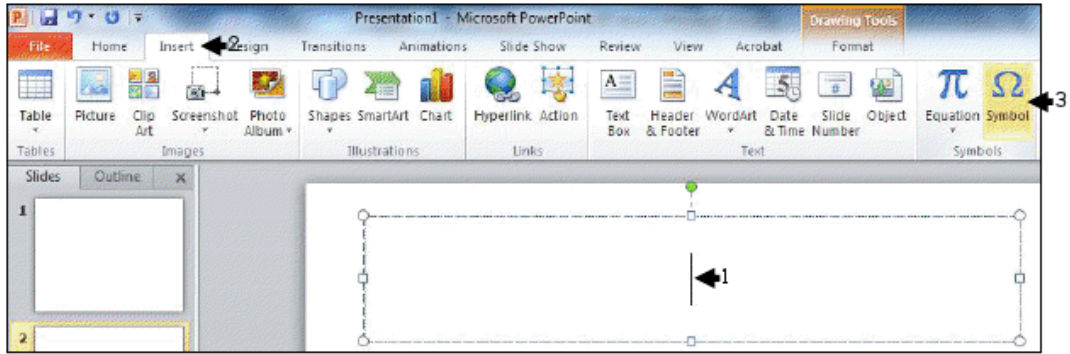 Presentation1 - Microsoft PowerPoint
Drawing Tools
File Home Insert 2 esign Transitions Animations Slide Show Review View Acrobat Format
Table Picture Clip Art Screenshot Photo Album Shapes SmartArt Chart Hyperlink Action Text Box Header & Footer WordArt Date & Time Slide Number Object π Equation Ω Symbol 3
Tables Images Illustrations Links Text Symbols
Slides Outline
1
1
2